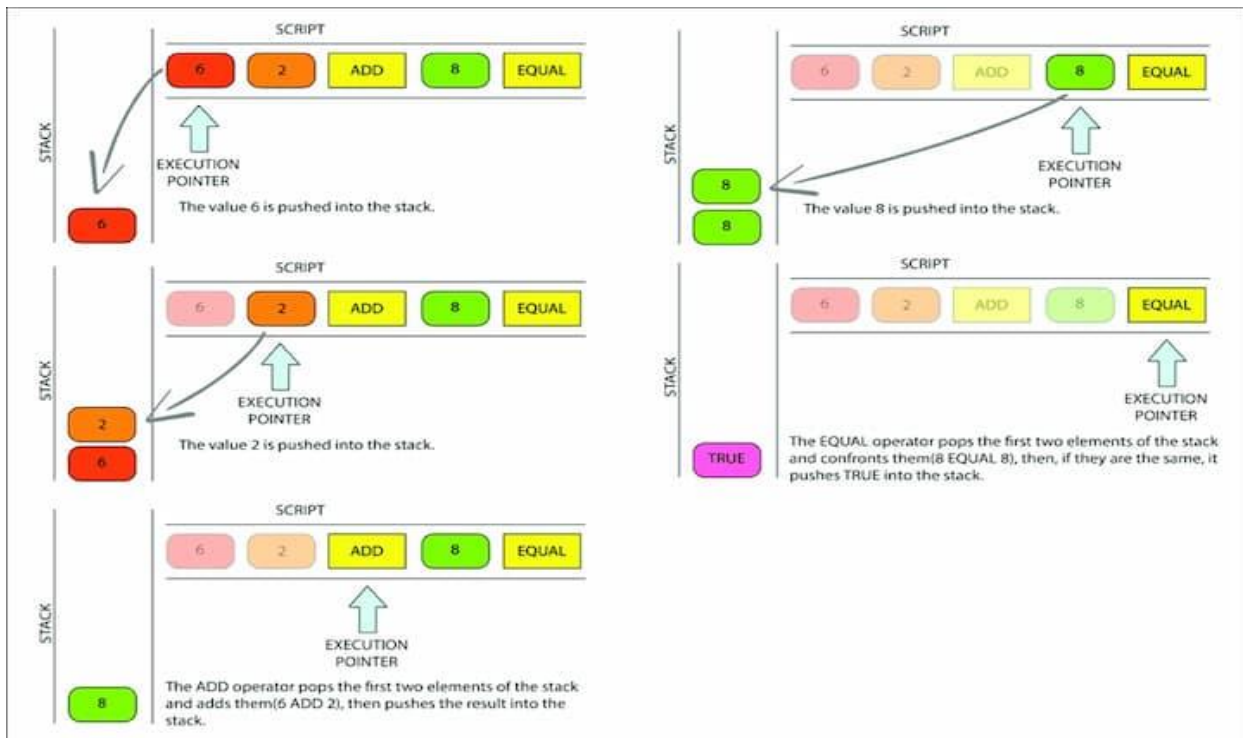 SCRIPT
6 2 ADD 8 EQUAL
STACK
EXECUTION
POINTER
The value 6 is pushed into the stack.
6
SCRIPT
6 2 ADD 8 EQUAL
STACK
EXECUTION
POINTER
2
The value 2 is pushed into the stack.
6
SCRIPT
6 2 ADD 8 EQUAL
STACK
EXECUTION
POINTER
The ADD operator pops the first two elements of the stack
and adds them(6 ADD 2), then pushes the result into the
stack.
8
SCRIPT
6 2 ADD 8 EQUAL
STACK
EXECUTION
POINTER
8
The value 8 is pushed into the stack.
8
SCRIPT
6 2 ADD 8 EQUAL
STACK
EXECUTION
POINTER
The EQUAL operator pops the first two elements of the stack
and confronts them(8 EQUAL 8), then, if they are the same, it
pushes TRUE into the stack.
TRUE